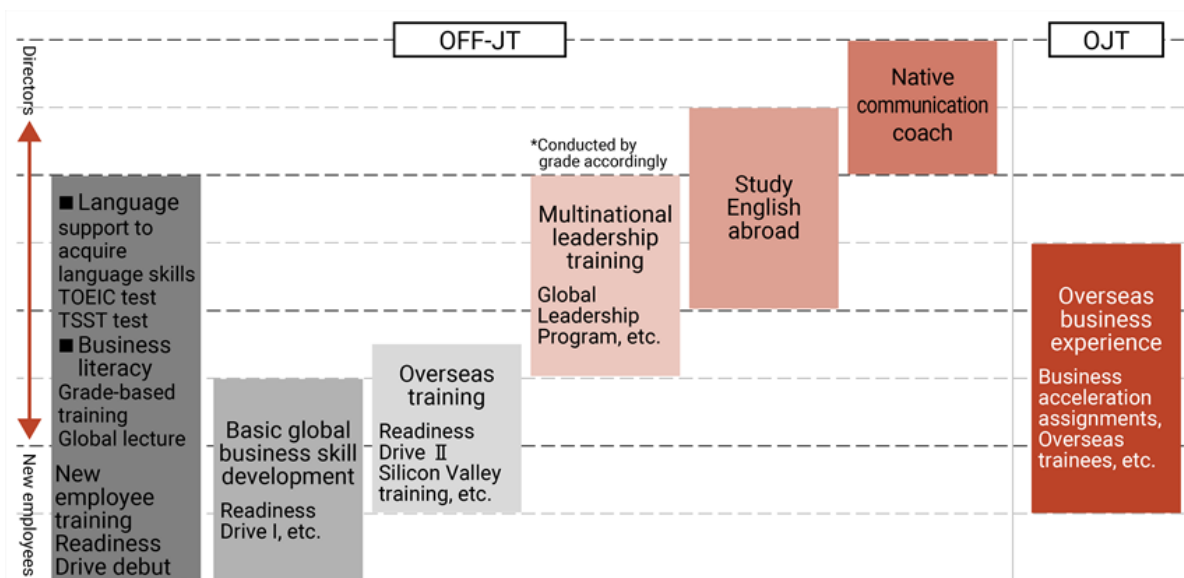 OFF-JT
OJT
Directors
New employees
■ Language
support to
acquire
language skills
TOEIC test
TSST test
■ Business
literacy
Grade-based
training
Global lecture
New
employee
training
Readiness
Drive debut
Basic global
business skill
development
Readiness
Drive I, etc.
Overseas
training
Readiness
Drive Ⅱ
Silicon Valley
training, etc.
*Conducted by
grade accordingly
Multinational
leadership
training
Global
Leadership
Program, etc.
Study
English
abroad
Native
communication
coach
Overseas
business
experience
Business
acceleration
assignments,
Overseas
trainees, etc.